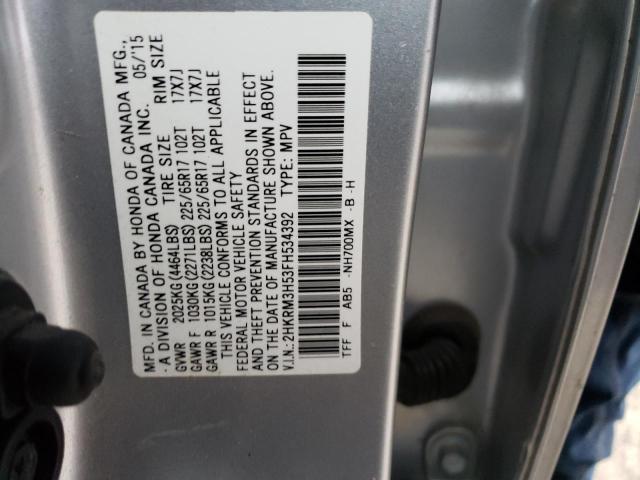 MFD. IN CANADA BY HONDA OF CANADA MFG.,
- A DIVISION OF HONDA CANADA INC. 05/'15
GVWR 2025KG(4464LBS) TIRE SIZE RIM SIZE
GAWR F 1030KG(2271LBS) 225/65R17 102T 17X7J
GAWR R 1015KG(2238LBS) 225/65R17 102T 17X7J
THIS VEHICLE CONFORMS TO ALL APPLICABLE
FEDERAL MOTOR VEHICLE SAFETY
AND THEFT PREVENTION STANDARDS IN EFFECT
ON THE DATE OF MANUFACTURE SHOWN ABOVE.
V.I.N.: 2HKRM3H53FH534392 TYPE: MPV
TFF F AB5 -NH700MX -B -H